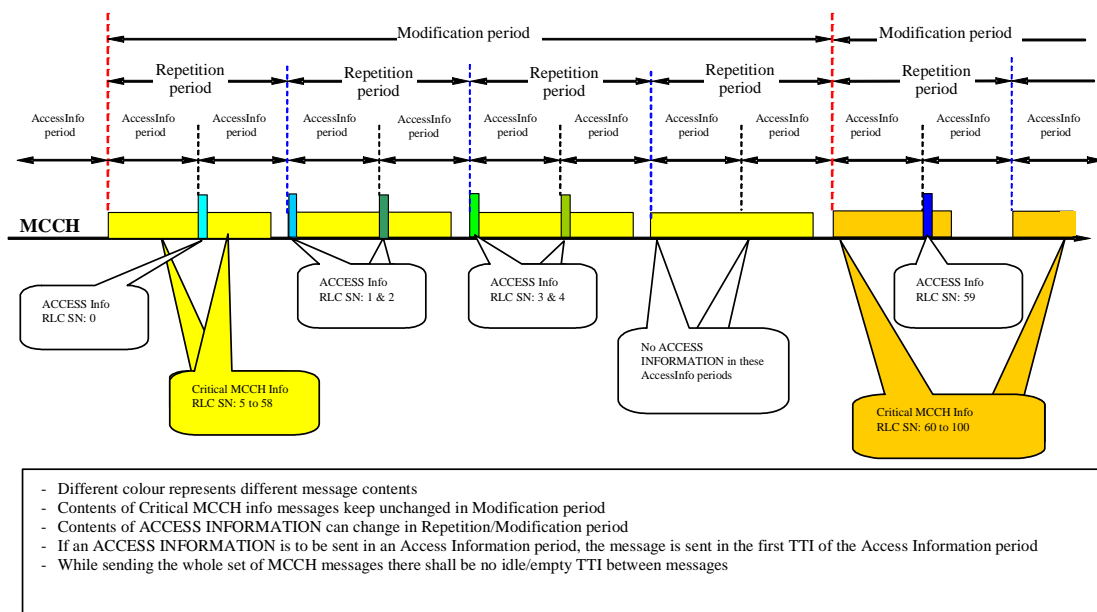 Modification period
Modification period
Repetition
period
Repetition
period
Repetition
period
Repetition
period
Repetition
period
AccessInfo
period
AccessInfo
period
AccessInfo
period
AccessInfo
period
AccessInfo
period
AccessInfo
period
AccessInfo
period
AccessInfo
period
AccessInfo
period
AccessInfo
period
AccessInfo
period
AccessInfo
period
MCCH
ACCESS Info
RLC SN: 0
ACCESS Info
RLC SN: 1 & 2
ACCESS Info
RLC SN: 3 & 4
ACCESS Info
RLC SN: 59
No ACCESS
INFORMATION in these
AccessInfo periods
Critical MCCH Info
RLC SN: 5 to 58
Critical MCCH Info
RLC SN: 60 to 100
- Different colour represents different message contents
- Contents of Critical MCCH info messages keep unchanged in Modification period
- Contents of ACCESS INFORMATION can change in Repetition/Modification period
- If an ACCESS INFORMATION is to be sent in an Access Information period, the message is sent in the first TTI of the Access Information period
- While sending the whole set of MCCH messages there shall be no idle/empty TTI between messages